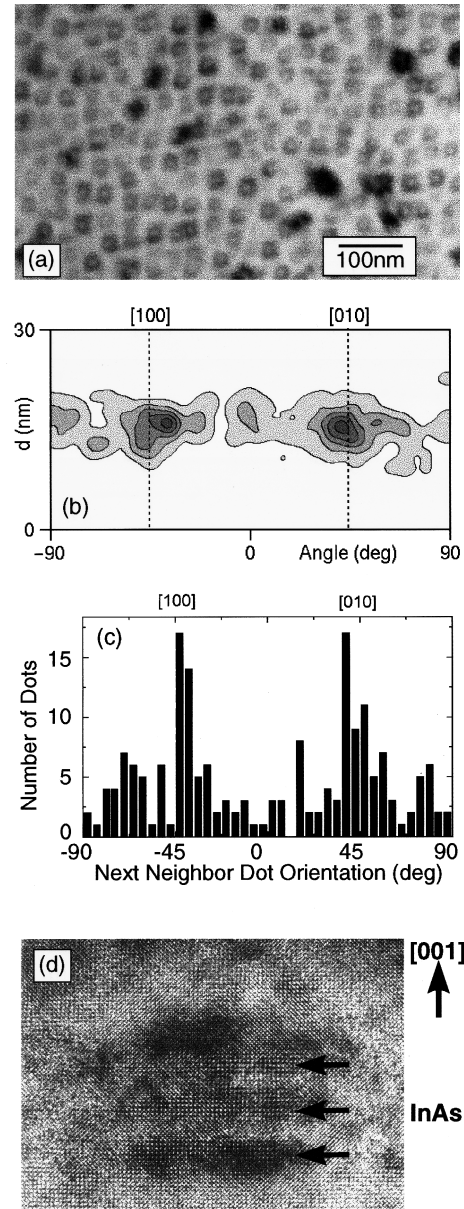 (a)
100nm
[100] [010]
30
d (nm)
(b)
0
−90 0 Angle (deg) 90
[100] [010]
(c)
15
Number of Dots
10
5
0
-90 -45 0 45 90
Next Neighbor Dot Orientation (deg)
(d)
[001]
InAs